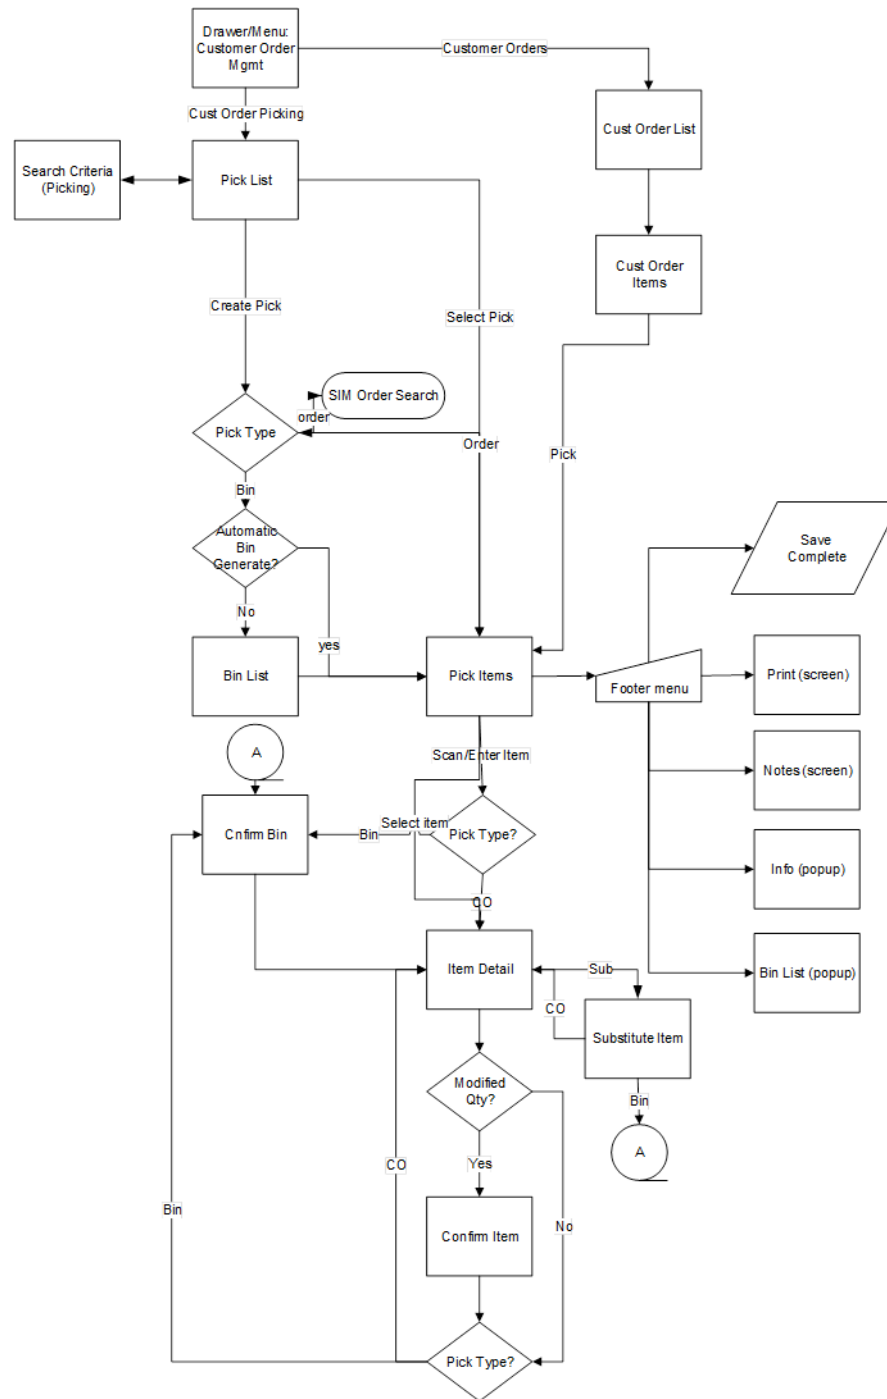 Drawer/Menu:
Customer Order
Mgmt
Customer Orders
Cust Order Picking
Cust Order List
Search Criteria
(Picking)
Pick List
Cust Order
Items
Create Pick
Select Pick
SIM Order Search
order
Pick Type
Order
Pick
Bin
Automatic
Bin
Generate?
Save
Complete
No
yes
Bin List
Pick Items
Footer menu
Print (screen)
A
Scan/Enter Item
Notes (screen)
Cnfirm Bin
Bin
Select item
Pick Type?
Info (popup)
CO
Item Detail
Sub
Bin List (popup)
CO
Substitute Item
Modified
Qty?
Bin
A
CO
Yes
Bin
Confirm Item
No
Pick Type?